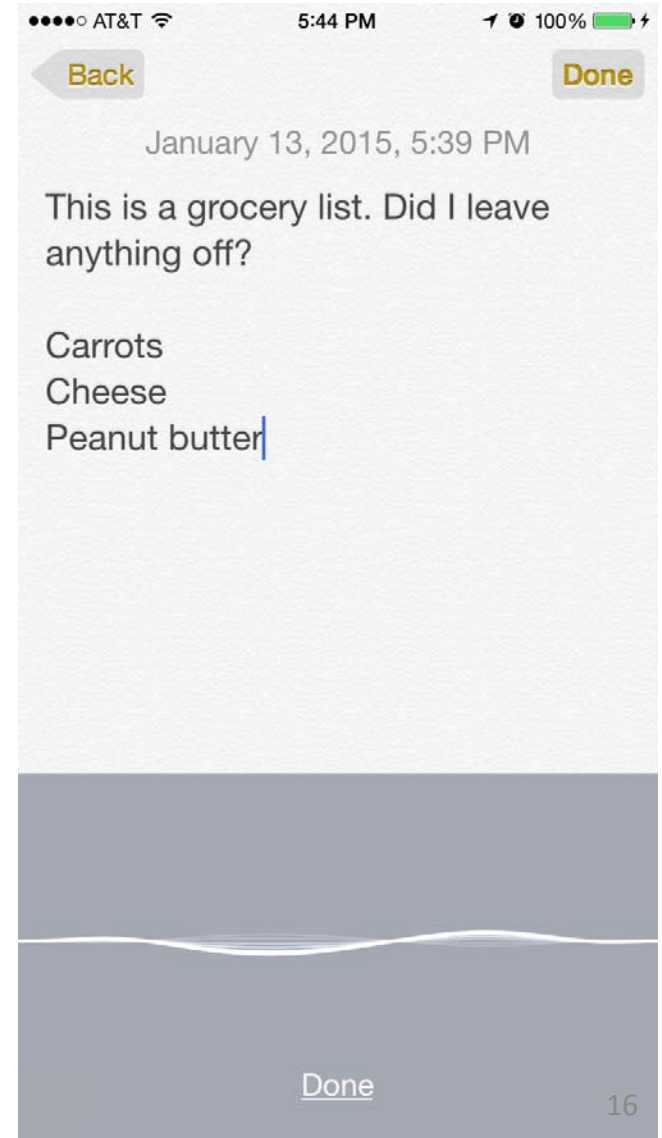 AT&T 5:44 PM 100%
Back Done
January 13, 2015, 5:39 PM
This is a grocery list. Did I leave
anything off?
Carrots
Cheese
Peanut butter
Done
16